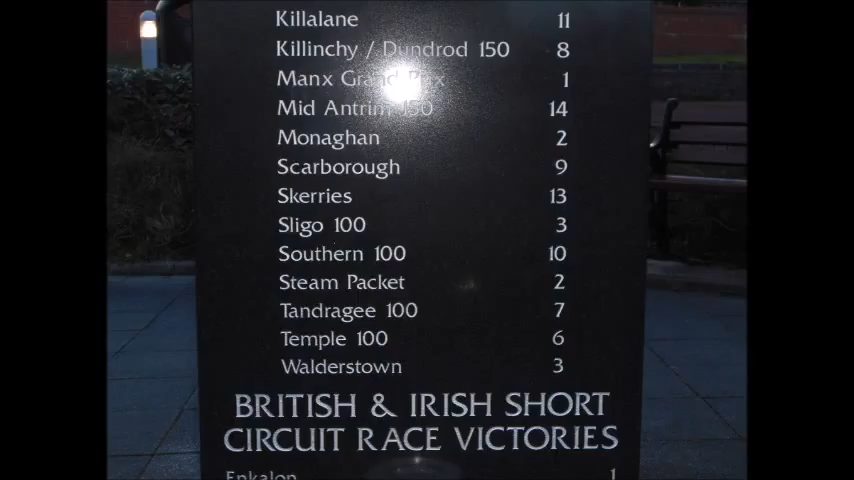 Killalane 11
Killinchy / Dundrod 150 8
Manx Grand Prix 1
Mid Antrim 150 14
Monaghan 2
Scarborough 9
Skerries 13
Sligo 100 3
Southern 100 10
Steam Packet 2
Tandragee 100 7
Temple 100 6
Walderstown 3
BRITISH & IRISH SHORT
CIRCUIT RACE VICTORIES
Enkalon 1